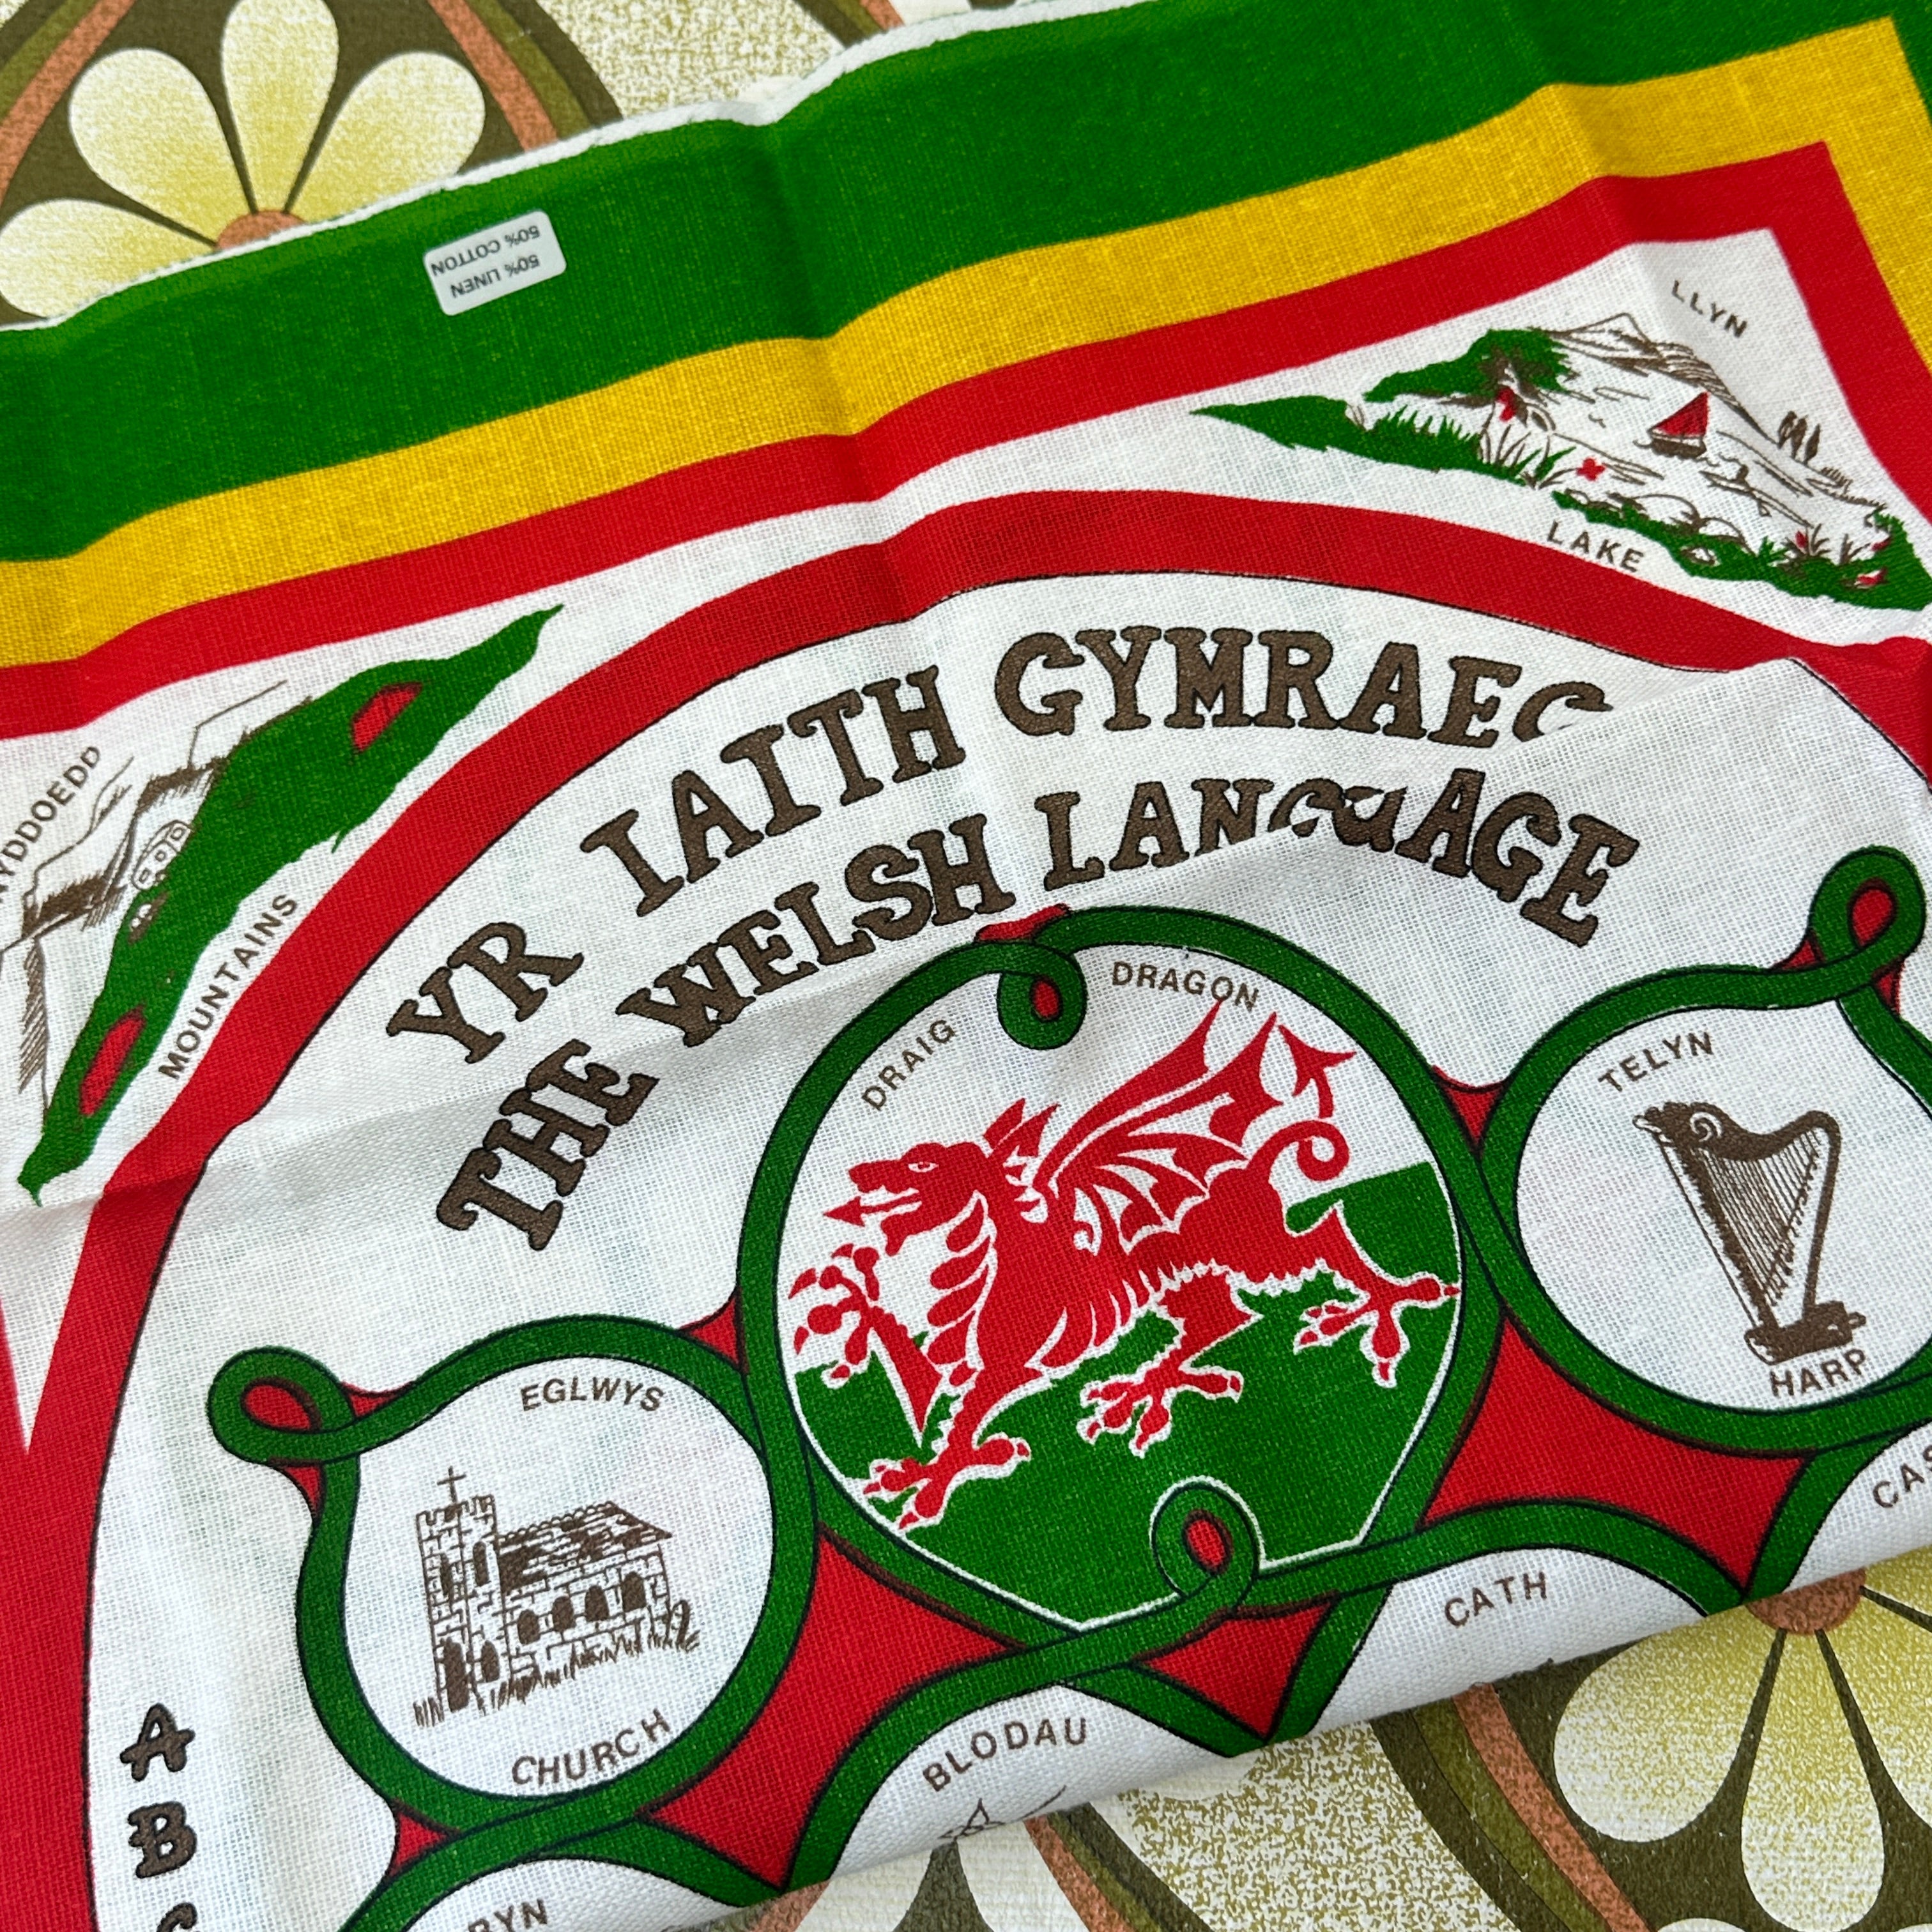 50% LINEN
50% COTTON
LLYN
LAKE
MOUNTAINS
YR IAITH GYMRAEG
THE WELSH LANGUAGE
DRAIG DRAGON
TELYN
HARP
EGLWYS
CHURCH
CATH
BLODAU
A
B